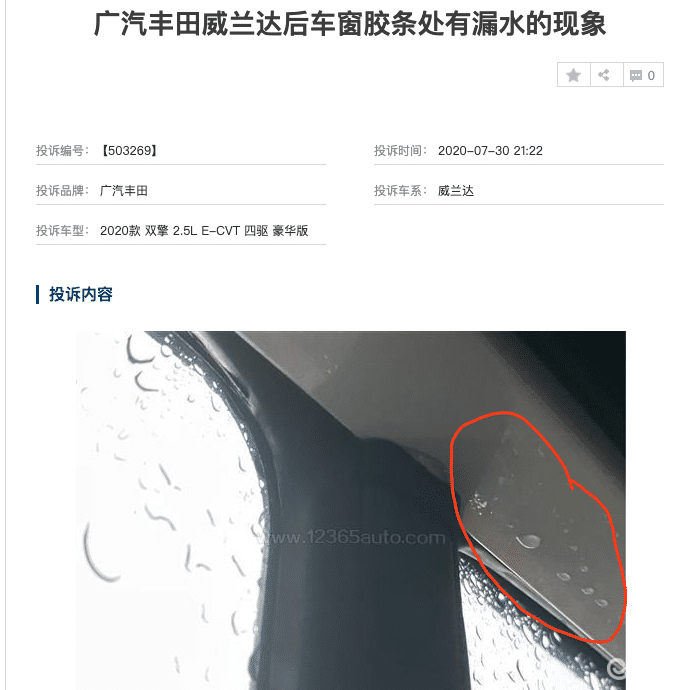 广汽丰田威兰达后车窗胶条处有漏水的现象
0
投诉编号： 【503269】
投诉时间： 2020-07-30 21:22
投诉品牌： 广汽丰田
投诉车系： 威兰达
投诉车型： 2020款 双擎 2.5L E-CVT 四驱 豪华版
投诉内容
www.12365auto.com